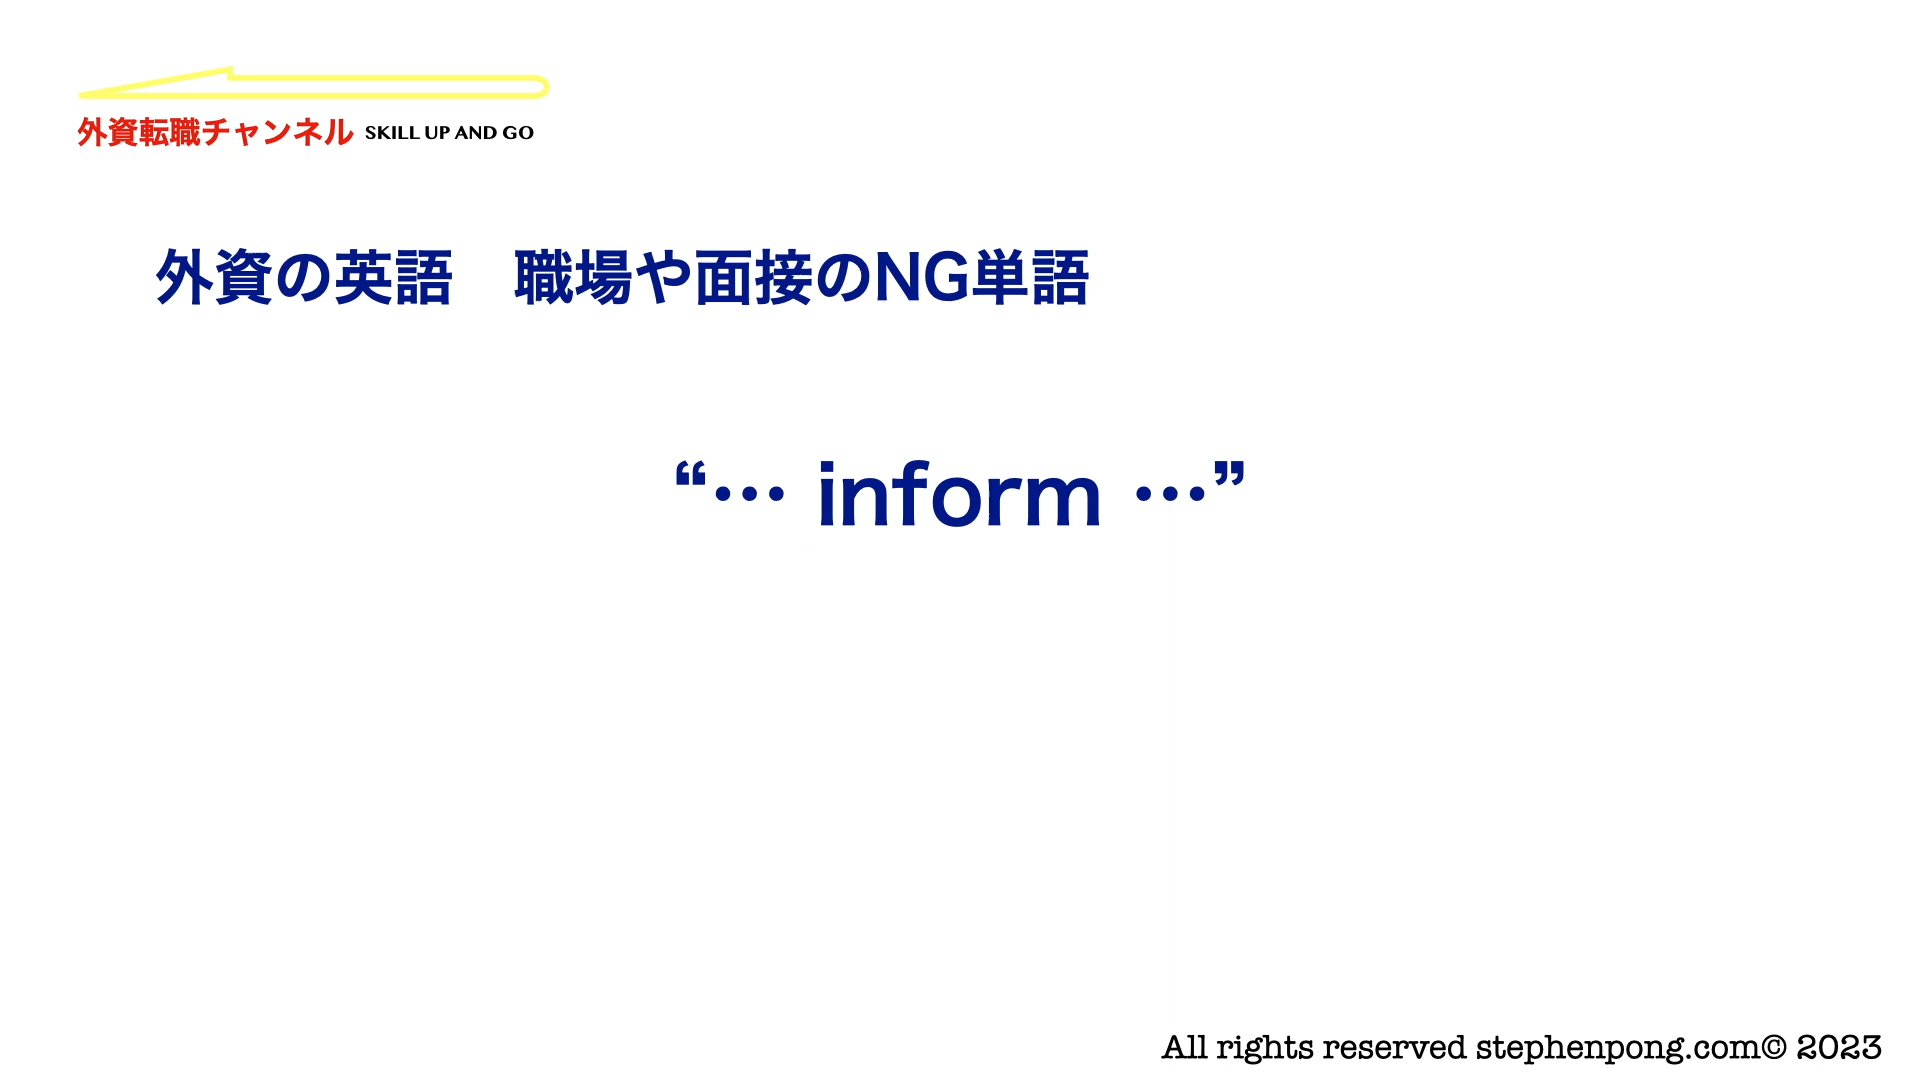 外資転職チャンネル SKILL UP AND GO
外資の英語　職場や面接のNG単語
“… inform …”
All rights reserved stephenpong.com© 2023